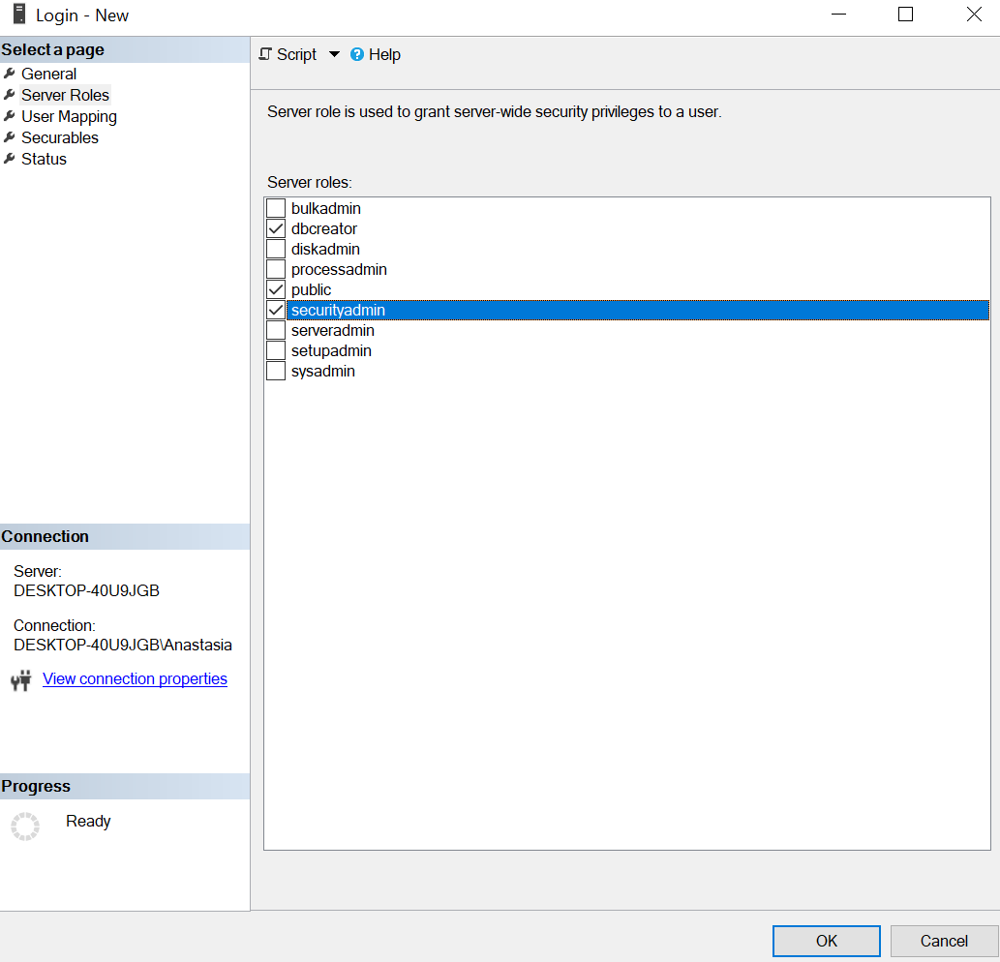 Login - New
Select a page
General
Server Roles
User Mapping
Securables
Status
Script
Help
Server role is used to grant server-wide security privileges to a user.
Server roles:
bulkadmin
dbcreator
diskadmin
processadmin
public
securityadmin
serveradmin
setupadmin
sysadmin
Connection
Server:
DESKTOP-40U9JGB
Connection:
DESKTOP-40U9JGB\Anastasia
View connection properties
Progress
Ready
OK
Cancel